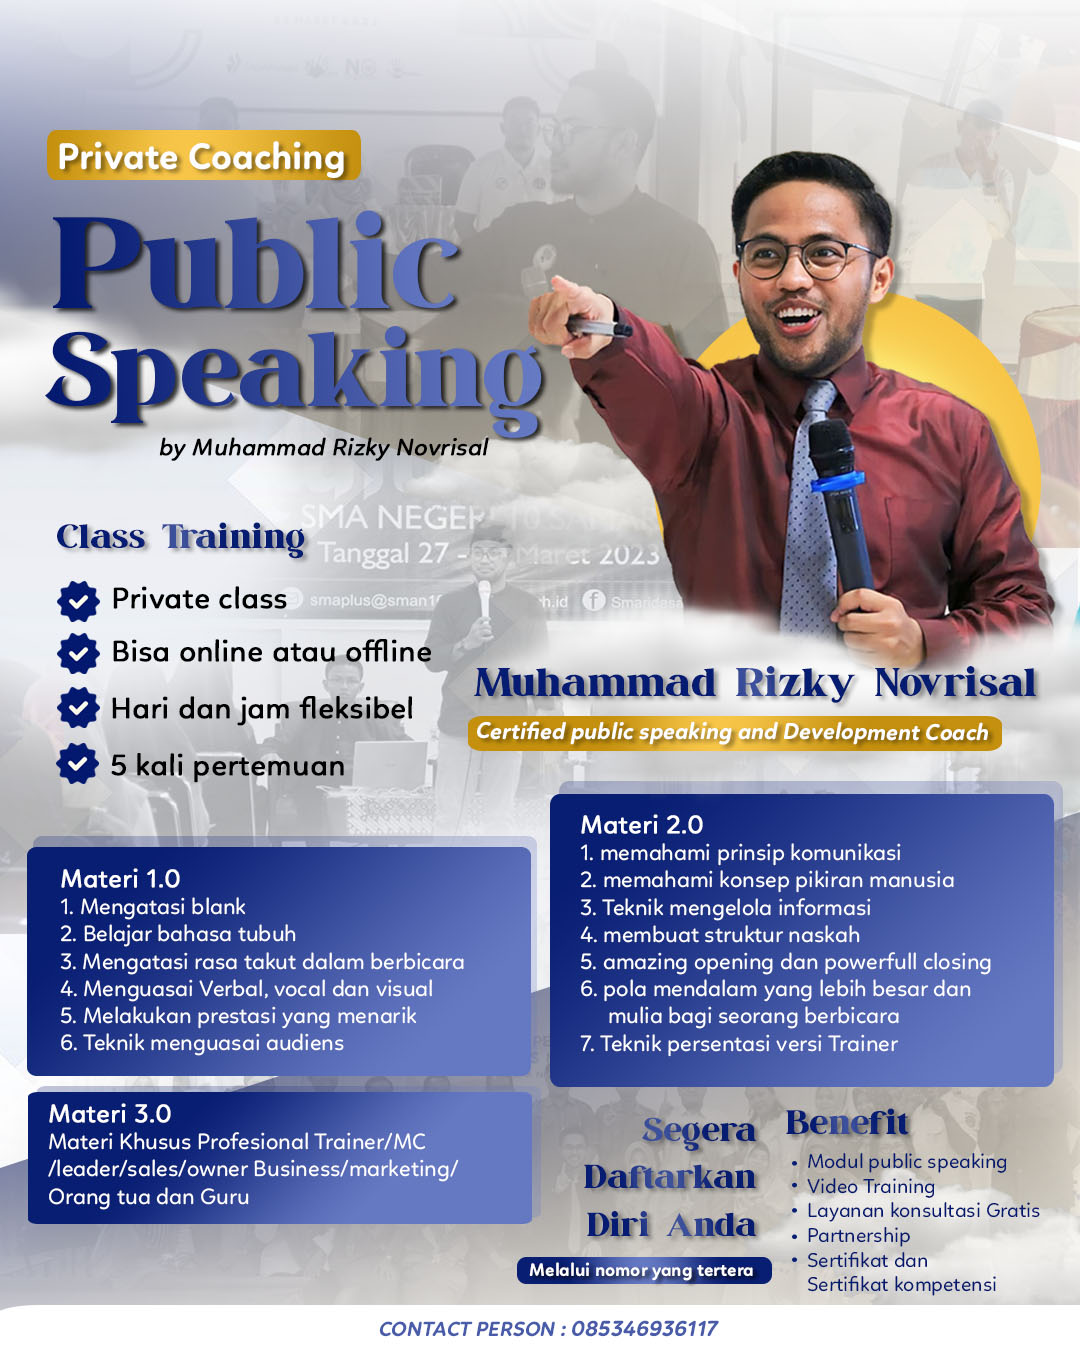 Private Coaching
Public
Speaking
by Muhammad Rizky Novrisal
Class Training
Private class
Bisa online atau offline
Hari dan jam fleksibel
5 kali pertemuan
SMA NEGER
Tanggal 27 -
Maret 2023
Muhammad Rizky Novrisal
Certified public speaking and Development Coach
Materi 1.0
1. Mengatasi blank
2. Belajar bahasa tubuh
3. Mengatasi rasa takut dalam berbicara
4. Menguasai Verbal, vocal dan visual
5. Melakukan prestasi yang menarik
6. Teknik menguasai audiens
Materi 2.0
1. memahami prinsip komunikasi
2. memahami konsep pikiran manusia
3. Teknik mengelola informasi
4. membuat struktur naskah
5. amazing opening dan powerfull closing
6. pola mendalam yang lebih besar dan
mulia bagi seorang berbicara
7. Teknik persentasi versi Trainer
Materi 3.0
Materi Khusus Profesional Trainer/MC
/leader/sales/owner Business/marketing/
Orang tua dan Guru
Segera
Daftarkan
Diri Anda
Melalui nomor yang tertera
Benefit
• Modul public speaking
• Video Training
• Layanan konsultasi Gratis
• Partnership
• Sertifikat dan
Sertifikat kompetensi
CONTACT PERSON : 085346936117